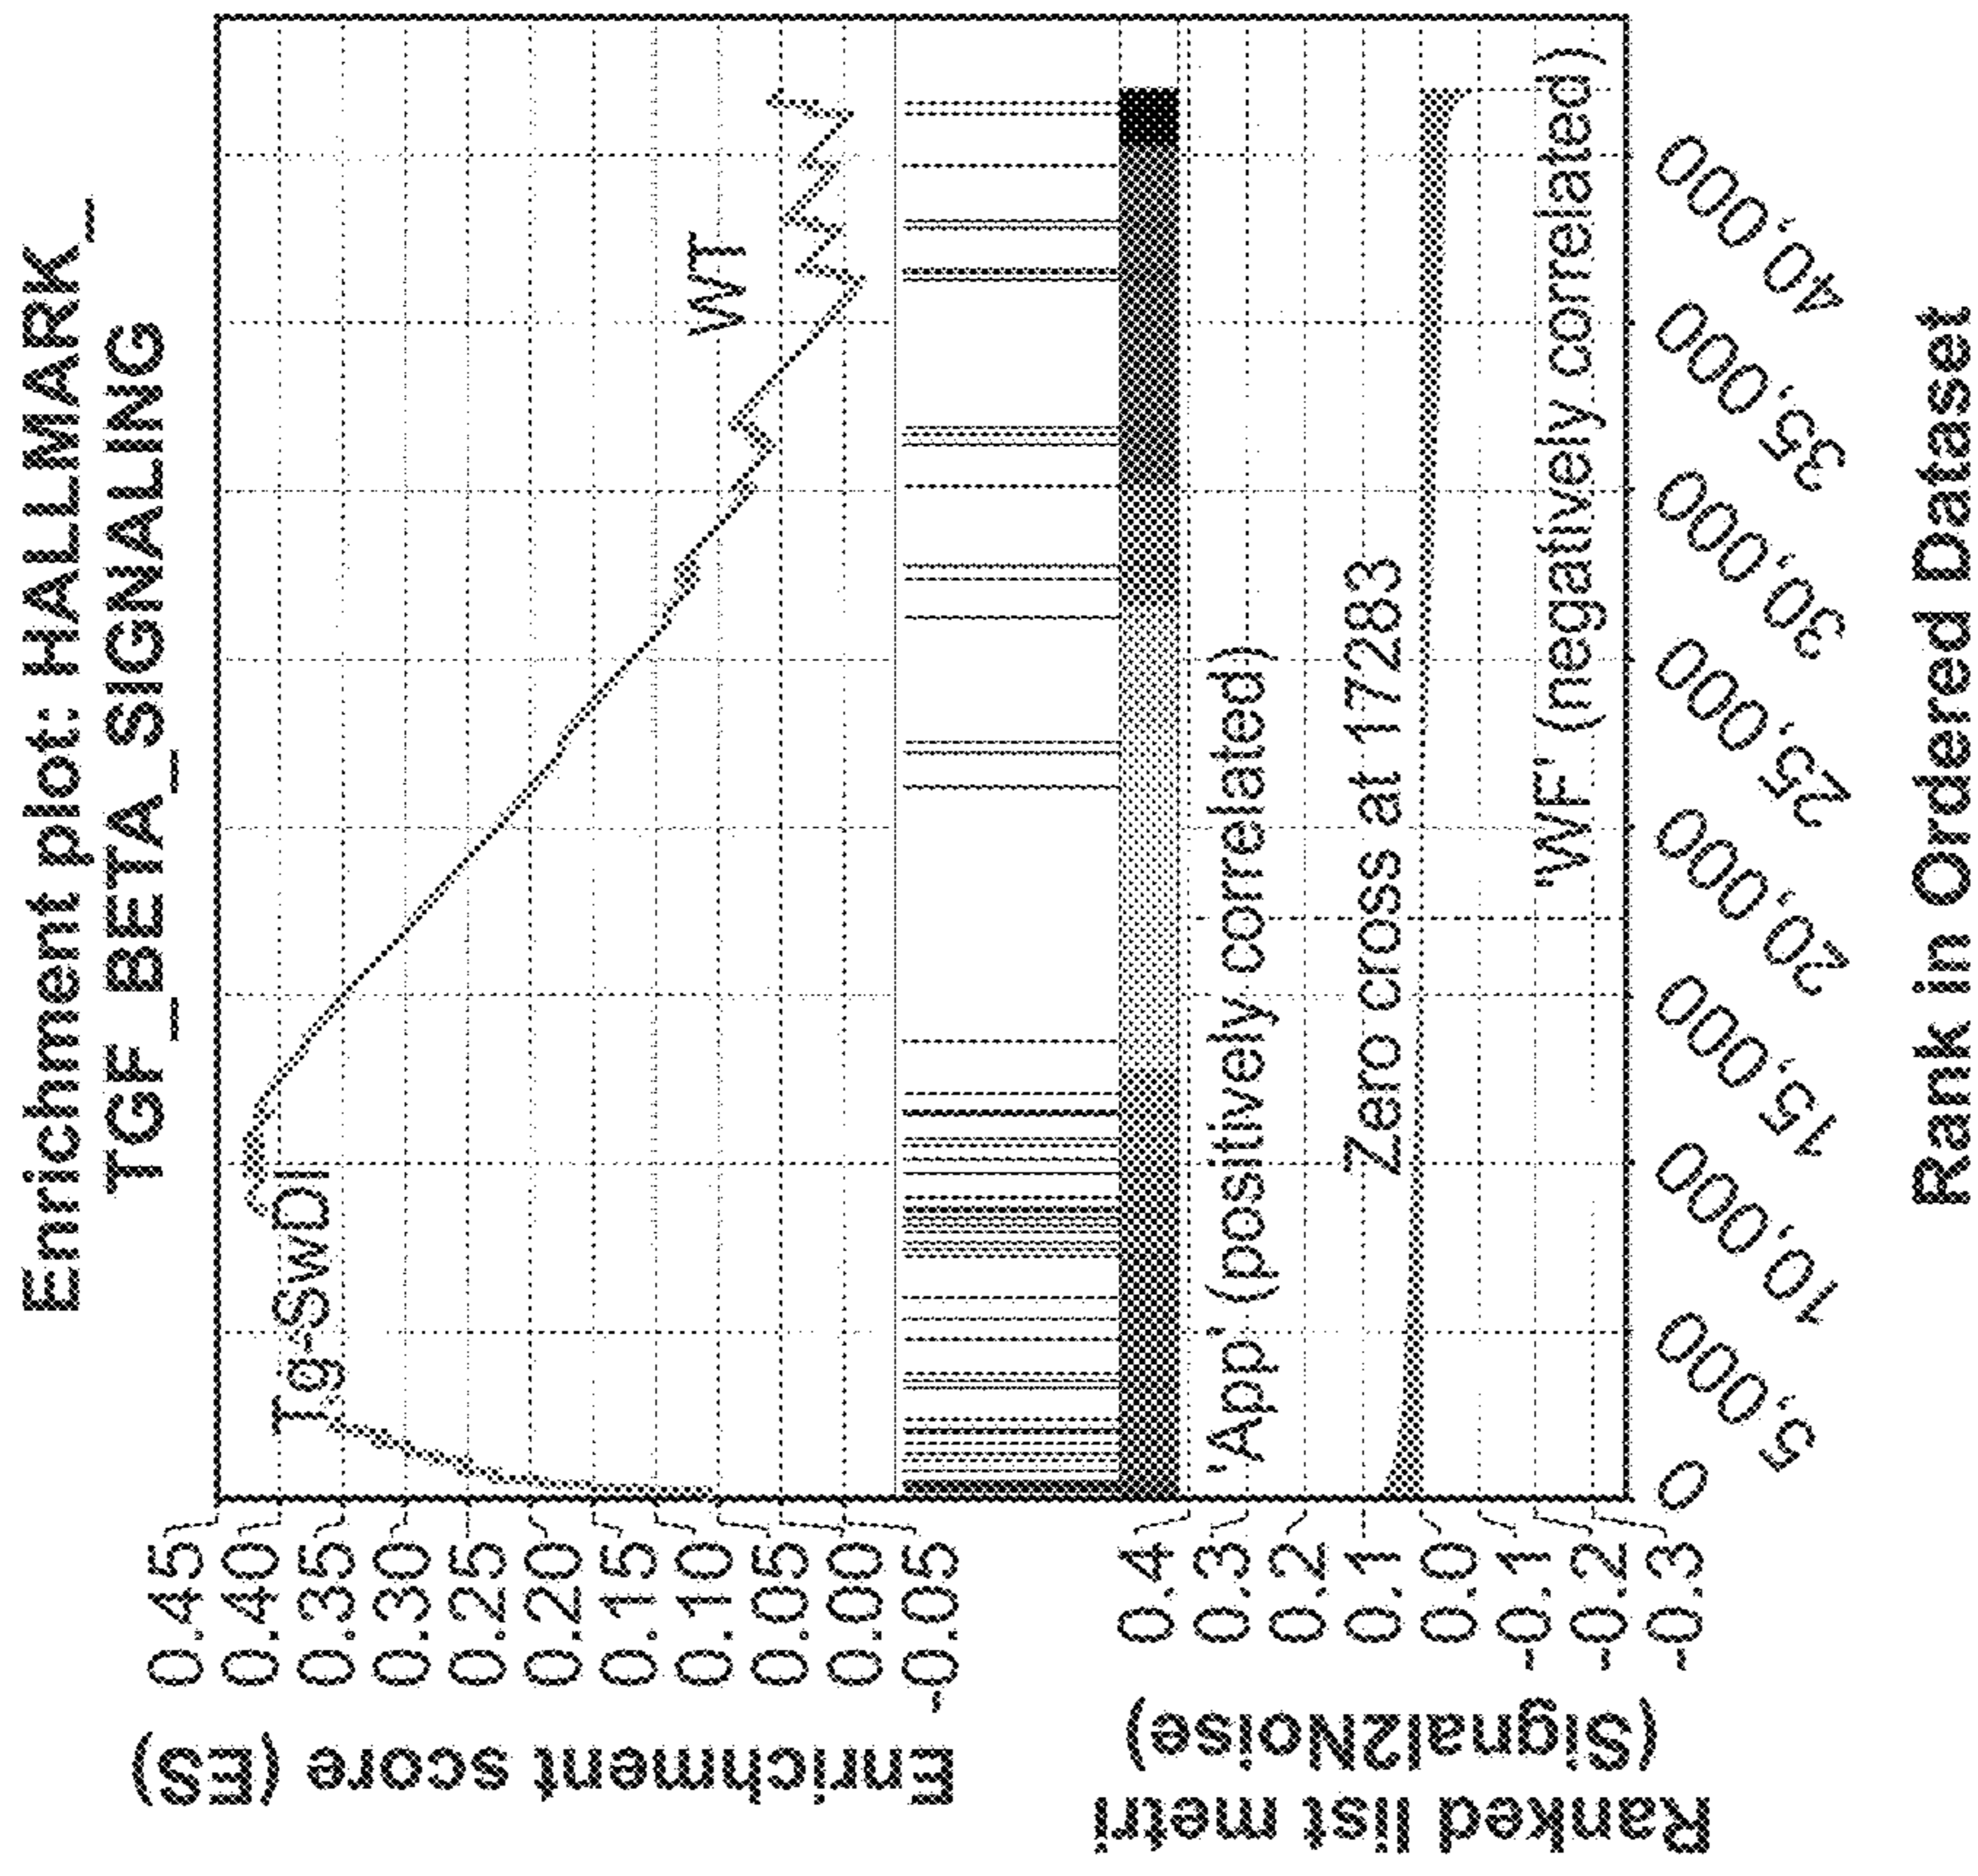 Enrichment plot: HALLMARK_
TGF_BETA_SIGNALING
Enrichment score (ES)
0.45
0.40
0.35
0.30
0.25
0.20
0.15
0.10
0.05
0.00
-0.05
Tg-SwDI
WT
Ranked list metri
(Signal2Noise)
0.4
0.3
0.2
0.1
0.0
-0.1
-0.2
-0.3
'App' (positively correlated)
Zero cross at 17283
'WF' (negatively correlated)
0
5,000
10,000
15,000
20,000
25,000
30,000
35,000
40,000
Rank in Ordered Dataset